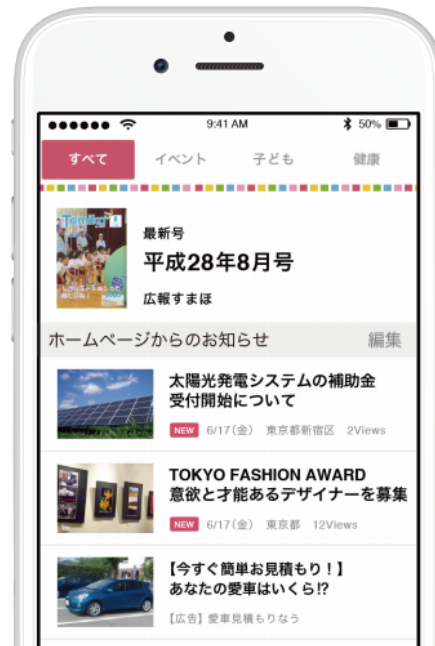 9:41 AM
50%
すべて
イベント
子ども
健康
最新号
平成28年8月号
広報すまほ
ホームページからのお知らせ
編集
太陽光発電システムの補助金
受付開始について
NEW 6/17(金) 東京都新宿区 2Views
TOKYO FASHION AWARD
意欲と才能あるデザイナーを募集
NEW 6/17(金) 東京都 12Views
【今すぐ簡単お見積もり!】
あなたの愛車はいくら!?
【広告】愛車見積もりなう